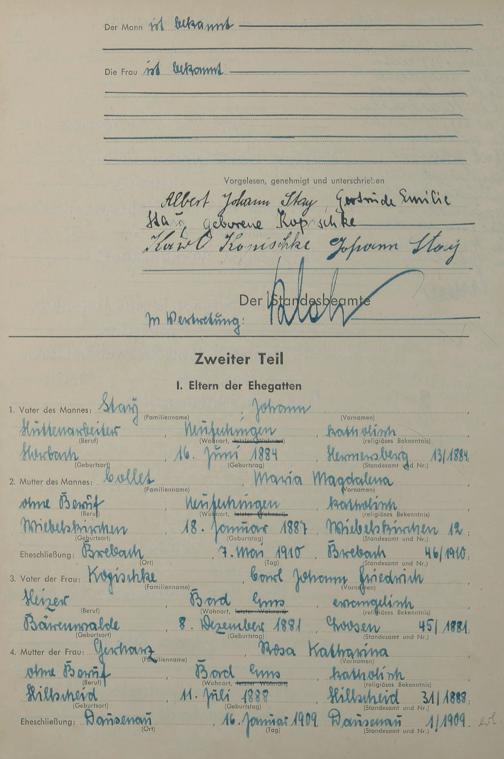 Der Mann ist bekannt
Die Frau ist bekannt
Vorgelesen, genehmigt und unterschrieben
Albert Johann Stay, Gertrude Emilie
Stay geborene Kopischke
Karl Kopischke Johann Stay
Der Standesbeamte
In Vertretung:
Zweiter Teil
I. Eltern der Ehegatten
1. Vater des Mannes: Stay Johann
(Familienname) (Vornamen)
Hüttenarbeiter, Neufechingen, katholisch
(Beruf) (Wohnort, letzter Wohnort) (religiöses Bekenntnis)
Horbach 16. Juni 1884 Hermersberg 13/1884
(Geburtsort) (Geburtstag) (Standesamt und Nr.)
2. Mutter des Mannes: Collet, Maria Magdalena
(Familienname) (Vornamen)
ohne Beruf, Neufechingen, katholisch
(Beruf) (Wohnort, letzter Wohnort) (religiöses Bekenntnis)
Wiebelskirchen, 18. Januar 1887, Wiebelskirchen 12
(Geburtsort) (Geburtstag) (Standesamt und Nr.)
Eheschließung: Brebach, 7. Mai 1910 Brebach 46/1910.
(Ort) (Tag) (Standesamt und Nr.)
3. Vater der Frau: Kopischke, Carl Johann Friedrich
(Familienname) (Vornamen)
Heizer, Bad Ems, evangelisch
(Beruf) (Wohnort, letzter Wohnort) (religiöses Bekenntnis)
Bärenwalde 8. Dezember 1881 45/1881
(Geburtsort) (Geburtstag) (Standesamt und Nr.)
4. Mutter der Frau: Gerharz, Rosa Katharina
(Familienname) (Vornamen)
ohne Beruf, Bad Ems, katholisch
(Beruf) (Wohnort, letzter Wohnort) (religiöses Bekenntnis)
Hillscheid, 11. Juli 1888 Hillscheid 31/1888
(Geburtsort) (Geburtstag) (Standesamt und Nr.)
Eheschließung: Dausenau, 16. Januar 1909 Dausenau 1/1909.
(Ort) (Tag) (Standesamt und Nr.)